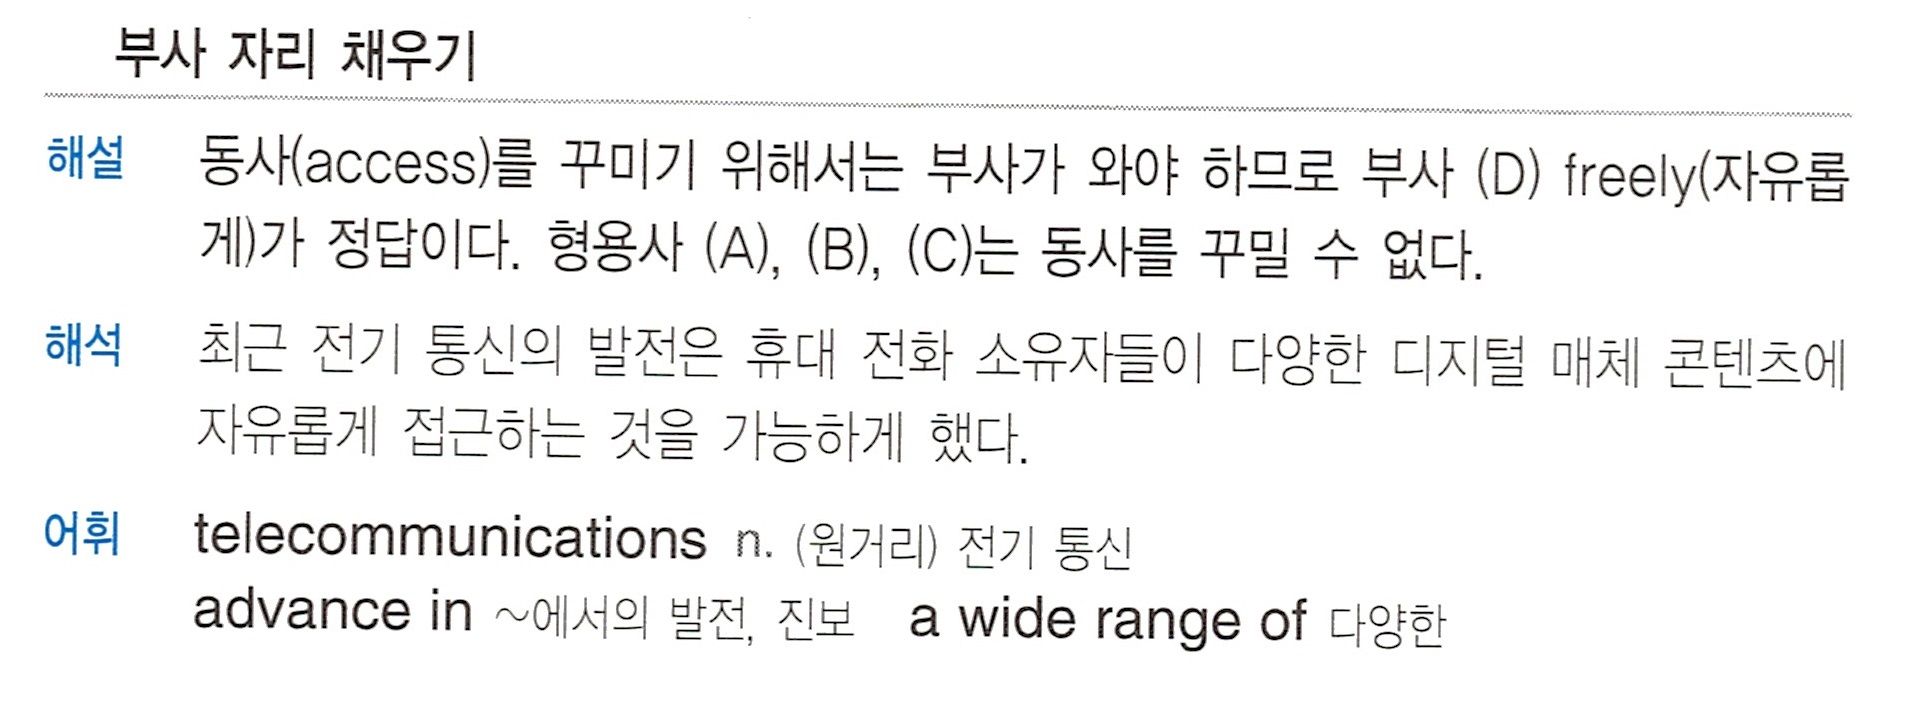 부사 자리 채우기
해설 동사(access)를 꾸미기 위해서는 부사가 와야 하므로 부사 (D) freely(자유롭
게)가 정답이다. 형용사 (A), (B), (C)는 동사를 꾸밀 수 없다.
해석 최근 전기 통신의 발전은 휴대 전화 소유자들이 다양한 디지털 매체 콘텐츠에
자유롭게 접근하는 것을 가능하게 했다.
어휘 telecommunications n. (원거리) 전기 통신
advance in ~에서의 발전, 진보 a wide range of 다양한